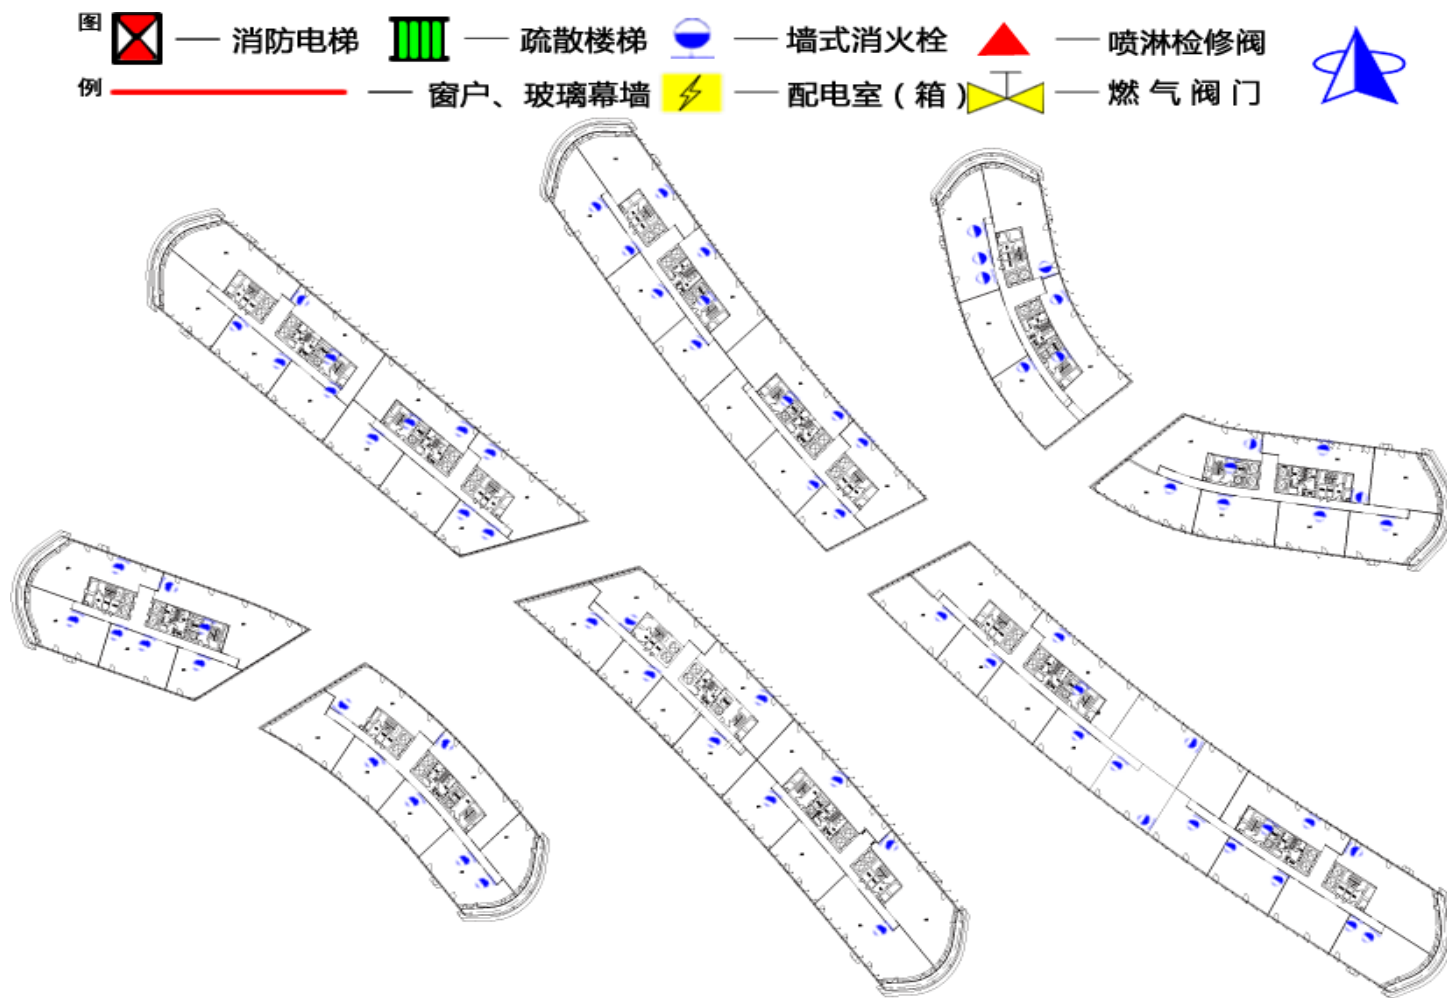 图 — 消防电梯 — 疏散楼梯 — 墙式消火栓 — 喷淋检修阀
例 — 窗户、玻璃幕墙 — 配电室（箱） — 燃气阀门